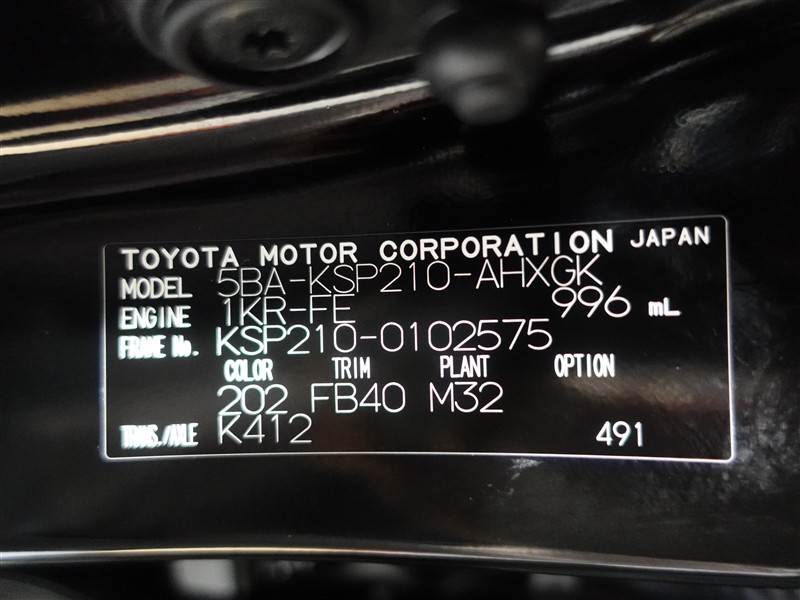 TOYOTA MOTOR CORPORATION JAPAN
MODEL 5BA-KSP210-AHXGK
ENGINE 1KR-FE 996 mL
FRAME No. KSP210-0102575
COLOR TRIM PLANT OPTION
202 FB40 M32
TRANS./AXLE K412 491